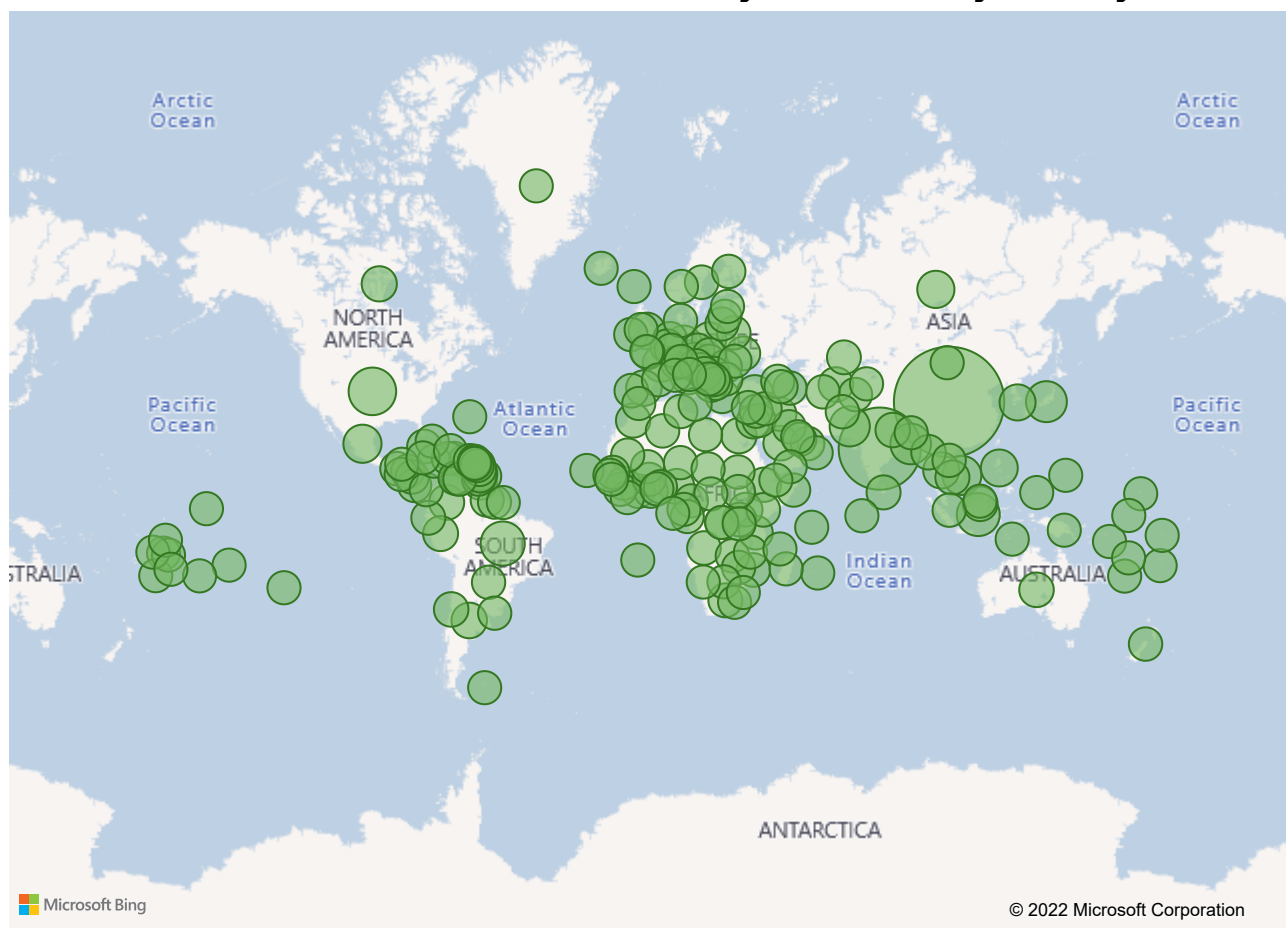 Arctic
Ocean
Arctic
Ocean
NORTH
AMERICA
ASIA
Pacific
Ocean
Atlantic
Ocean
Pacific
Ocean
SOUTH
AMERICA
Indian
Ocean
STRALIA
AUSTRALIA
ANTARCTICA
Microsoft Bing
© 2022 Microsoft Corporation